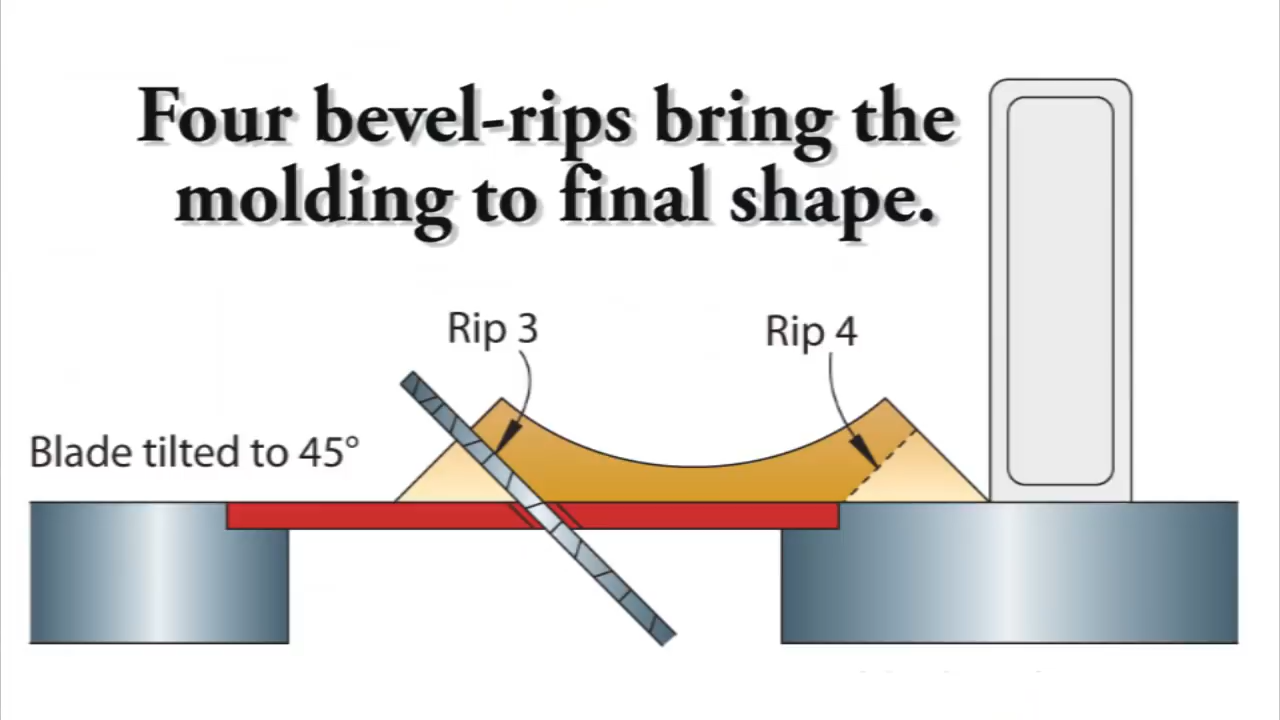 Four bevel-rips bring the
molding to final shape.
Rip 3
Rip 4
Blade tilted to 45°